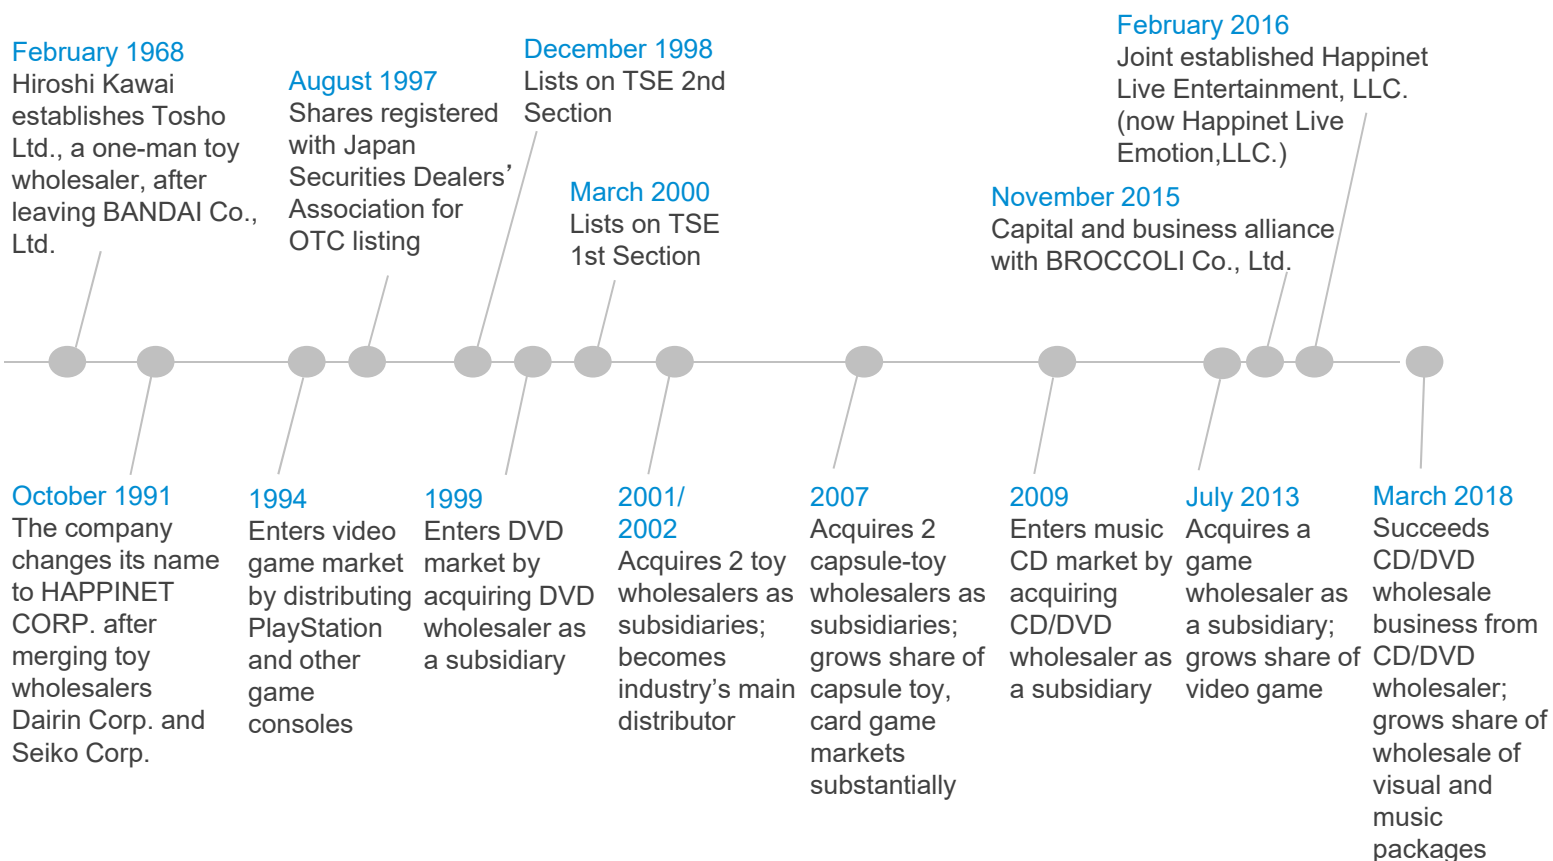 February 1968
Hiroshi Kawai
establishes Tosho
Ltd., a one-man toy
wholesaler, after
leaving BANDAI Co.,
Ltd.
August 1997
Shares registered
with Japan
Securities Dealers’
Association for
OTC listing
December 1998
Lists on TSE 2nd
Section
March 2000
Lists on TSE
1st Section
November 2015
Capital and business alliance
with BROCCOLI Co., Ltd.
February 2016
Joint established Happinet
Live Entertainment, LLC.
(now Happinet Live
Emotion,LLC.)
October 1991
The company
changes its name
to HAPPINET
CORP. after
merging toy
wholesalers
Dairin Corp. and
Seiko Corp.
1994
Enters video
game market
by distributing
PlayStation
and other
game
consoles
1999
Enters DVD
market by
acquiring DVD
wholesaler as
a subsidiary
2001/
2002
Acquires 2 toy
wholesalers as
subsidiaries;
becomes
industry’s main
distributor
2007
Acquires 2
capsule-toy
wholesalers as
subsidiaries;
grows share of
capsule toy,
card game
markets
substantially
2009
Enters music
CD market by
acquiring
CD/DVD
wholesaler as
a subsidiary
July 2013
Acquires a
game
wholesaler as
a subsidiary;
grows share of
video game
March 2018
Succeeds
CD/DVD
wholesale
business from
CD/DVD
wholesaler;
grows share of
wholesale of
visual and
music
packages